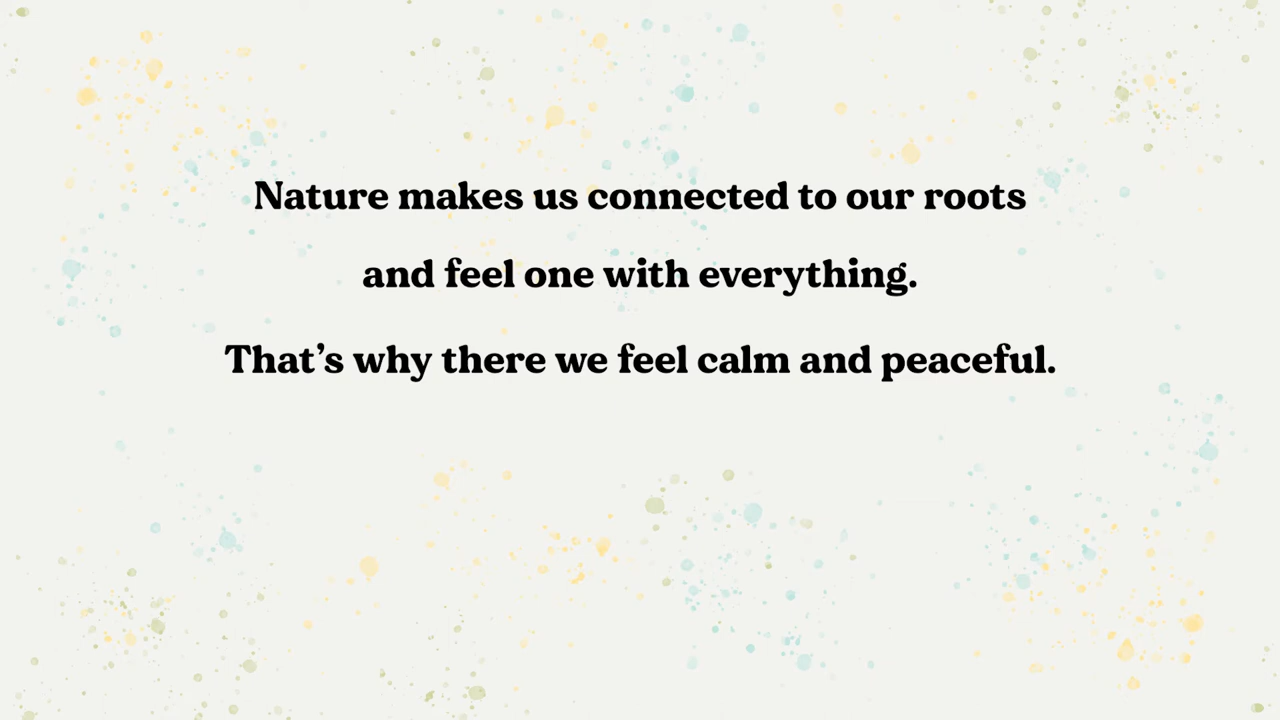 Nature makes us connected to our roots
and feel one with everything.
That’s why there we feel calm and peaceful.